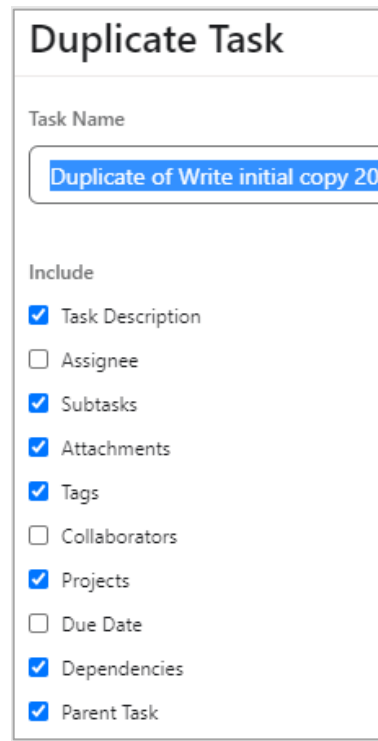 Duplicate Task
Task Name
Duplicate of Write initial copy 20
Include
Task Description
Assignee
Subtasks
Attachments
Tags
Collaborators
Projects
Due Date
Dependencies
Parent Task